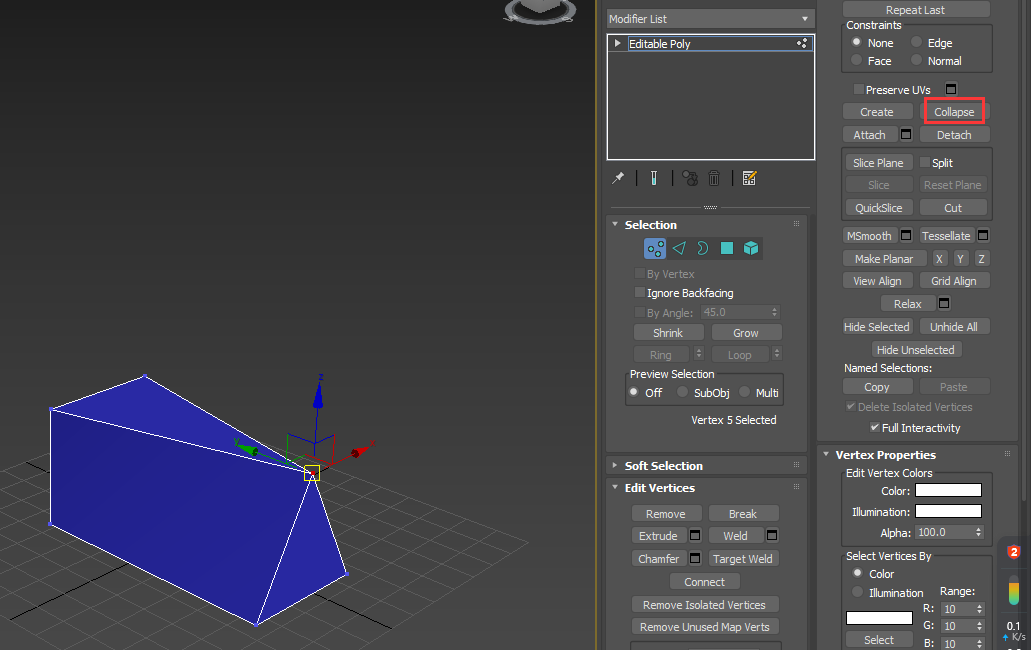 Modifier List
Editable Poly
Selection
By Vertex
Ignore Backfacing
By Angle: 45.0
Shrink Grow
Ring Loop
Preview Selection
Off SubObj Multi
Vertex 5 Selected
Soft Selection
Edit Vertices
Remove Break
Extrude Weld
Chamfer Target Weld
Connect
Remove Isolated Vertices
Remove Unused Map Verts
Repeat Last
Constraints
None Edge
Face Normal
Preserve UVs
Create Collapse
Attach Detach
Slice Plane Split
Slice Reset Plane
QuickSlice Cut
MSmooth Tessellate
Make Planar X Y Z
View Align Grid Align
Relax
Hide Selected Unhide All
Hide Unselected
Named Selections:
Copy Paste
Delete Isolated Vertices
Full Interactivity
Vertex Properties
Edit Vertex Colors
Color:
Illumination:
Alpha: 100.0
Select Vertices By
Color
Illumination Range:
R: 10
G: 10
Select B: 10
z
y
x
2
0.1
K/s